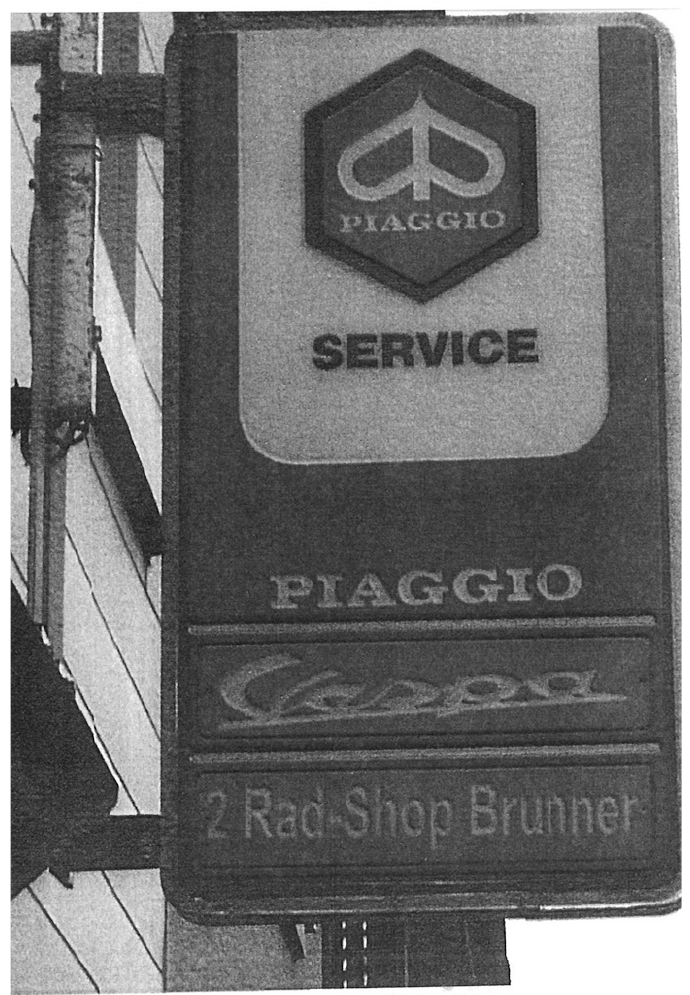 PIAGGIO
SERVICE
PIAGGIO
Vespa
2 Rad-Shop Brunner